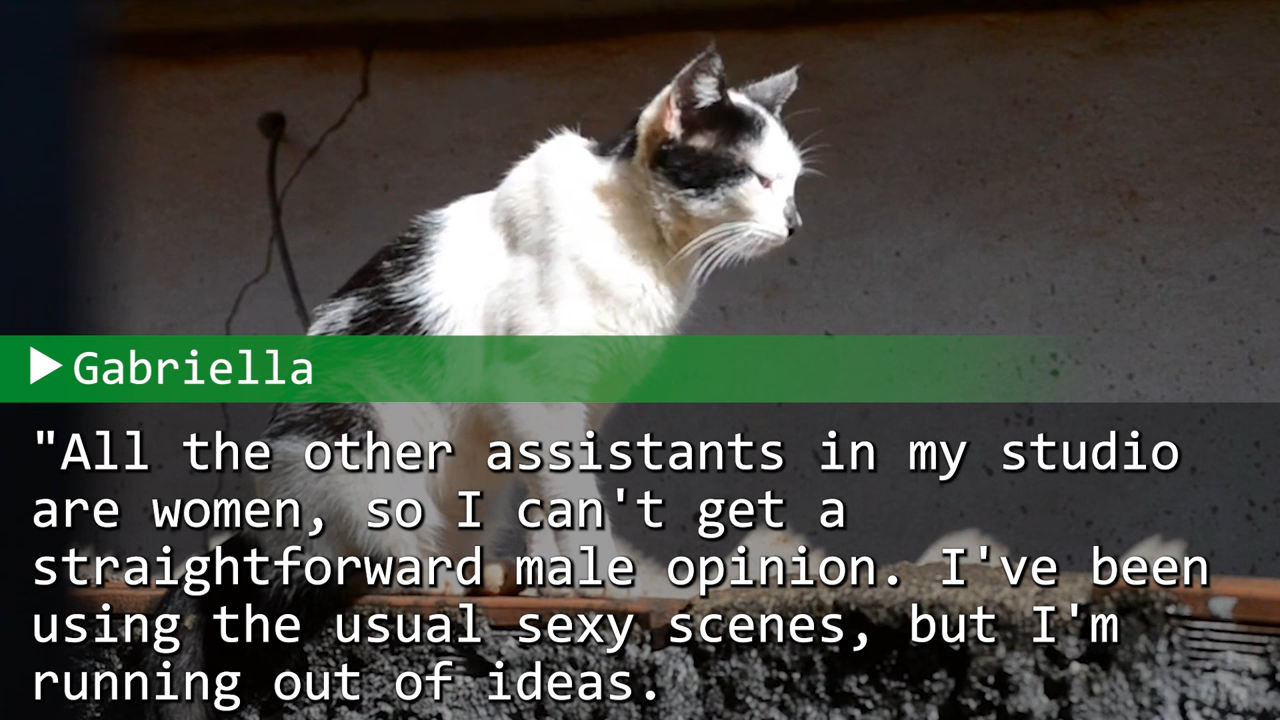 Gabriella
"All the other assistants in my studio
are women, so I can't get a
straightforward male opinion. I've been
using the usual sexy scenes, but I'm
running out of ideas.